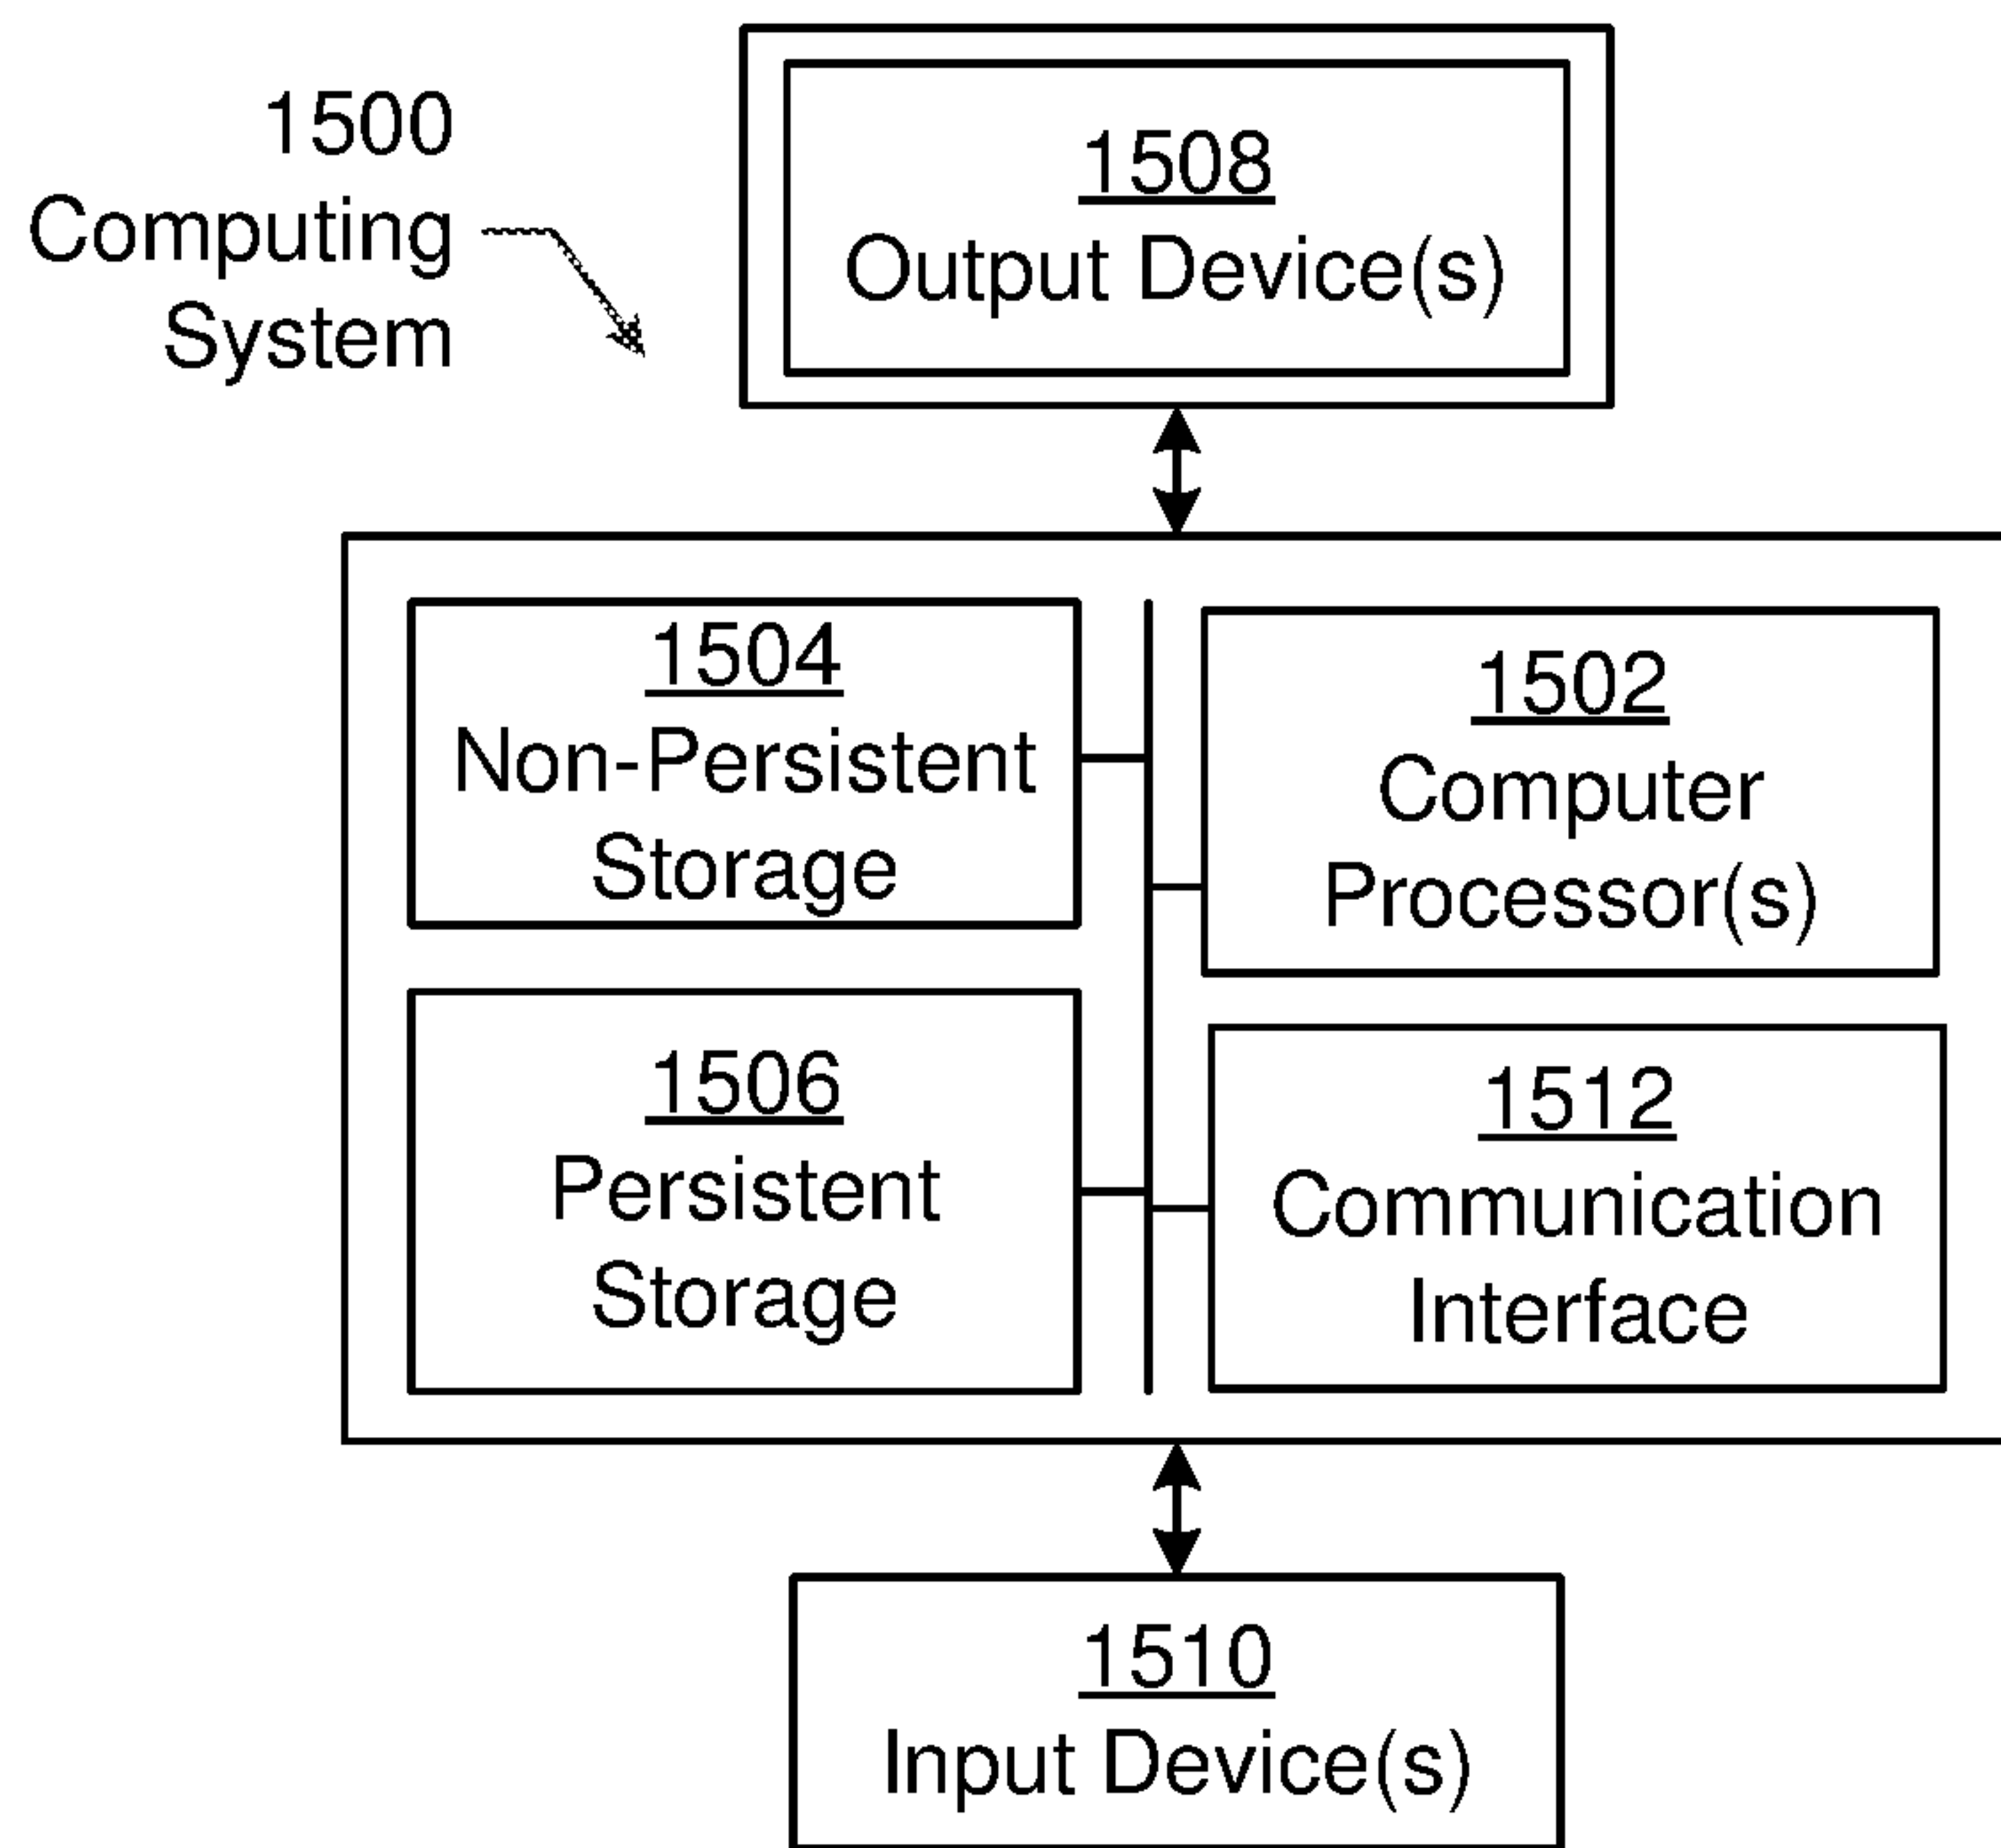 1500
Computing
System
1508
Output Device(s)
1504
Non-Persistent
Storage
1502
Computer
Processor(s)
1506
Persistent
Storage
1512
Communication
Interface
1510
Input Device(s)